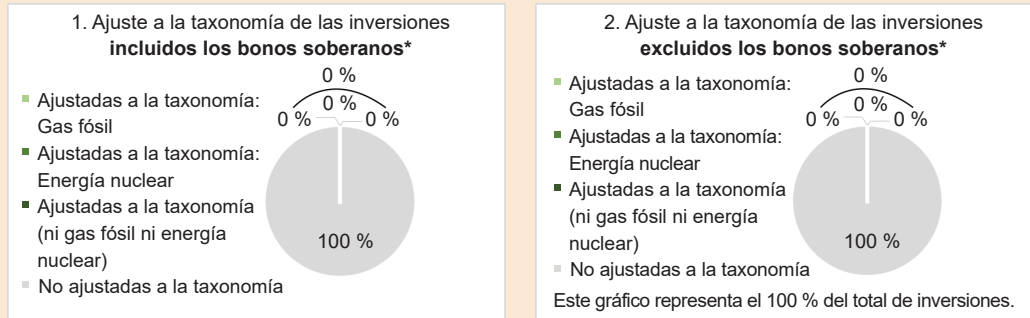 1. Ajuste a la taxonomía de las inversiones
incluidos los bonos soberanos*
0 %
0 %
0 %
0 %
Ajustadas a la taxonomía:
Gas fósil
Ajustadas a la taxonomía:
Energía nuclear
Ajustadas a la taxonomía
(ni gas fósil ni energía
nuclear)
No ajustadas a la taxonomía
100 %
2. Ajuste a la taxonomía de las inversiones
excluidos los bonos soberanos*
0 %
0 %
0 %
0 %
Ajustadas a la taxonomía:
Gas fósil
Ajustadas a la taxonomía:
Energía nuclear
Ajustadas a la taxonomía
(ni gas fósil ni energía
nuclear)
No ajustadas a la taxonomía
100 %
Este gráfico representa el 100 % del total de inversiones.